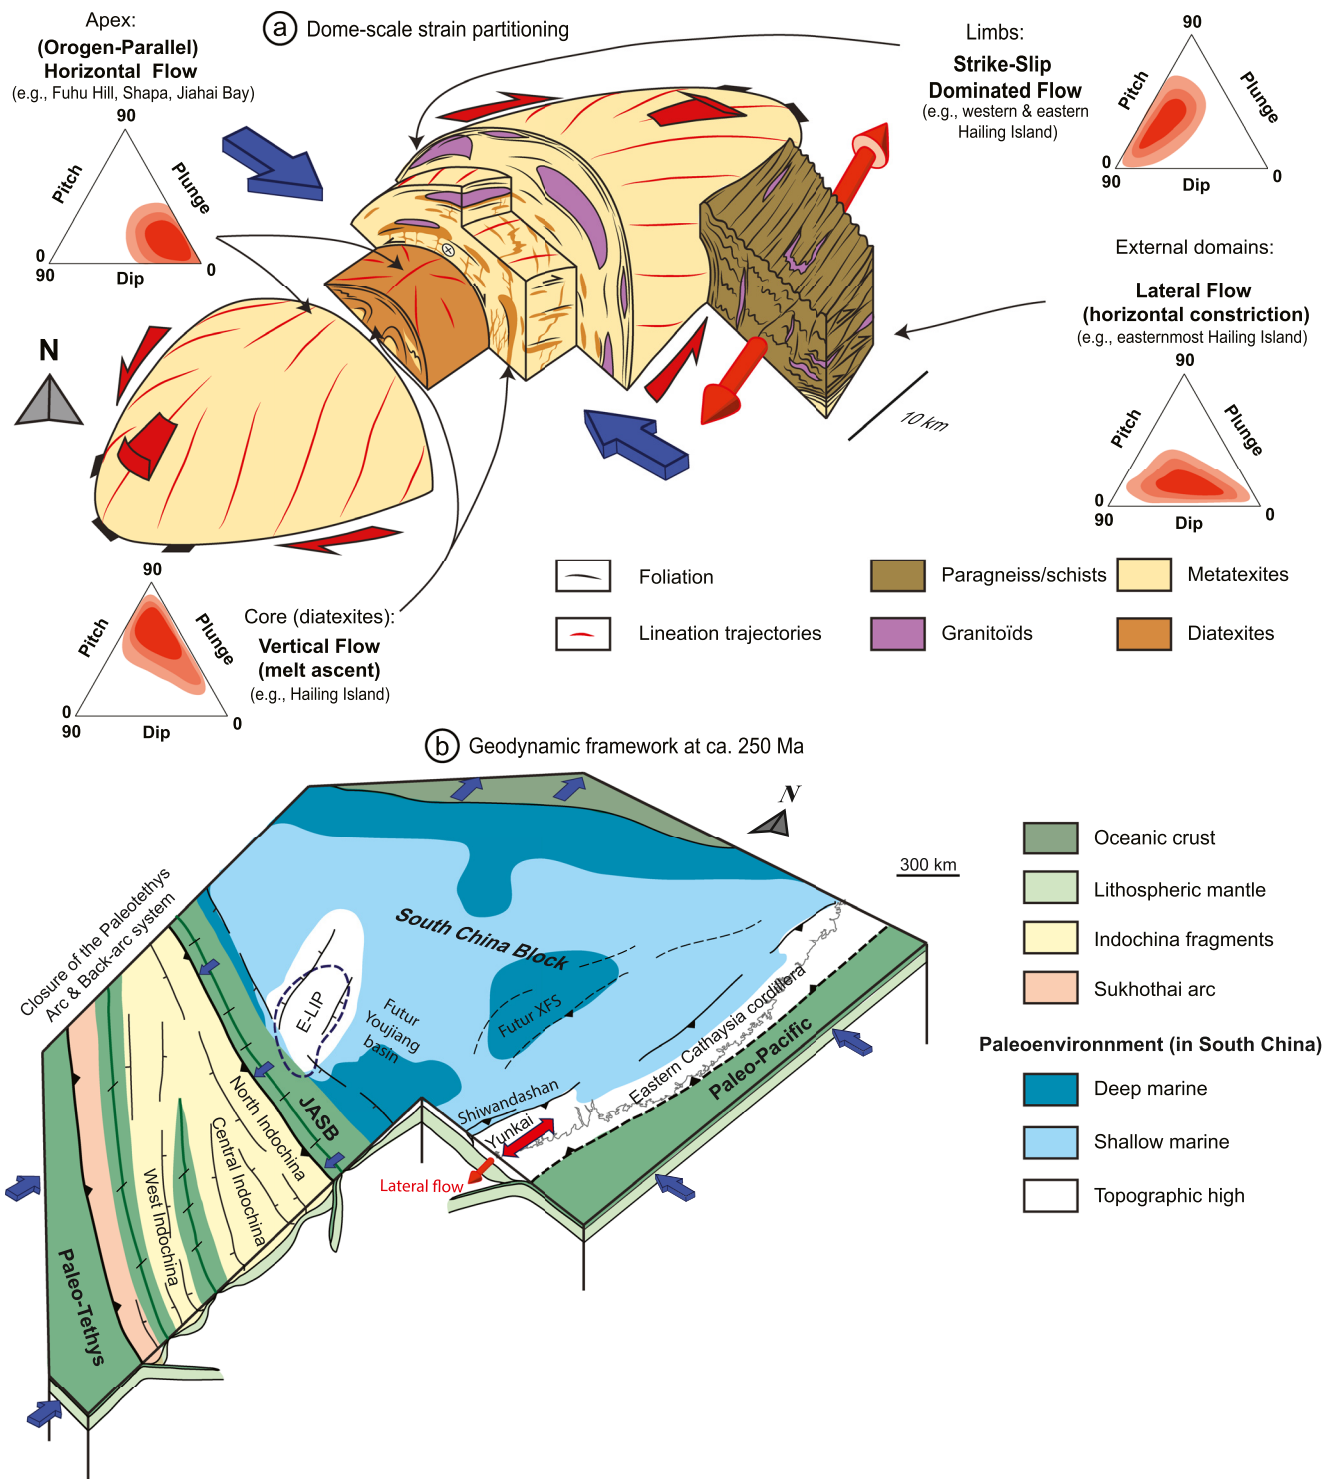 a Dome-scale strain partitioning
Apex:
(Orogen-Parallel)
Horizontal Flow
(e.g., Fuhu Hill, Shapa, Jiahai Bay)
90
Pitch
Plunge
0
90
Dip
0
Limbs:
Strike-Slip
Dominated Flow
(e.g., western & eastern
Hailing Island)
90
Pitch
Plunge
0
90
Dip
0
External domains:
Lateral Flow
(horizontal constriction)
(e.g., easternmost Hailing Island)
90
Pitch
Plunge
0
90
Dip
0
N
10 km
90
Pitch
Plunge
0
90
Dip
0
Core (diatexites):
Vertical Flow
(melt ascent)
(e.g., Hailing Island)
Foliation
Lineation trajectories
Paragneiss/schists
Granitoïds
Metatexites
Diatexites
b Geodynamic framework at ca. 250 Ma
N
300 km
Closure of the Paleotethys
Arc & Back-arc system
South China Block
E-LIP
Futur
Youjiang
basin
Futur XFS
Eastern Cathaysia cordillera
Paleo-Pacific
Shiwandashan
Yunkai
Lateral flow
JASB
North Indochina
Central Indochina
West Indochina
Paleo-Tethys
Oceanic crust
Lithospheric mantle
Indochina fragments
Sukhothai arc
Paleoenvironnment (in South China)
Deep marine
Shallow marine
Topographic high